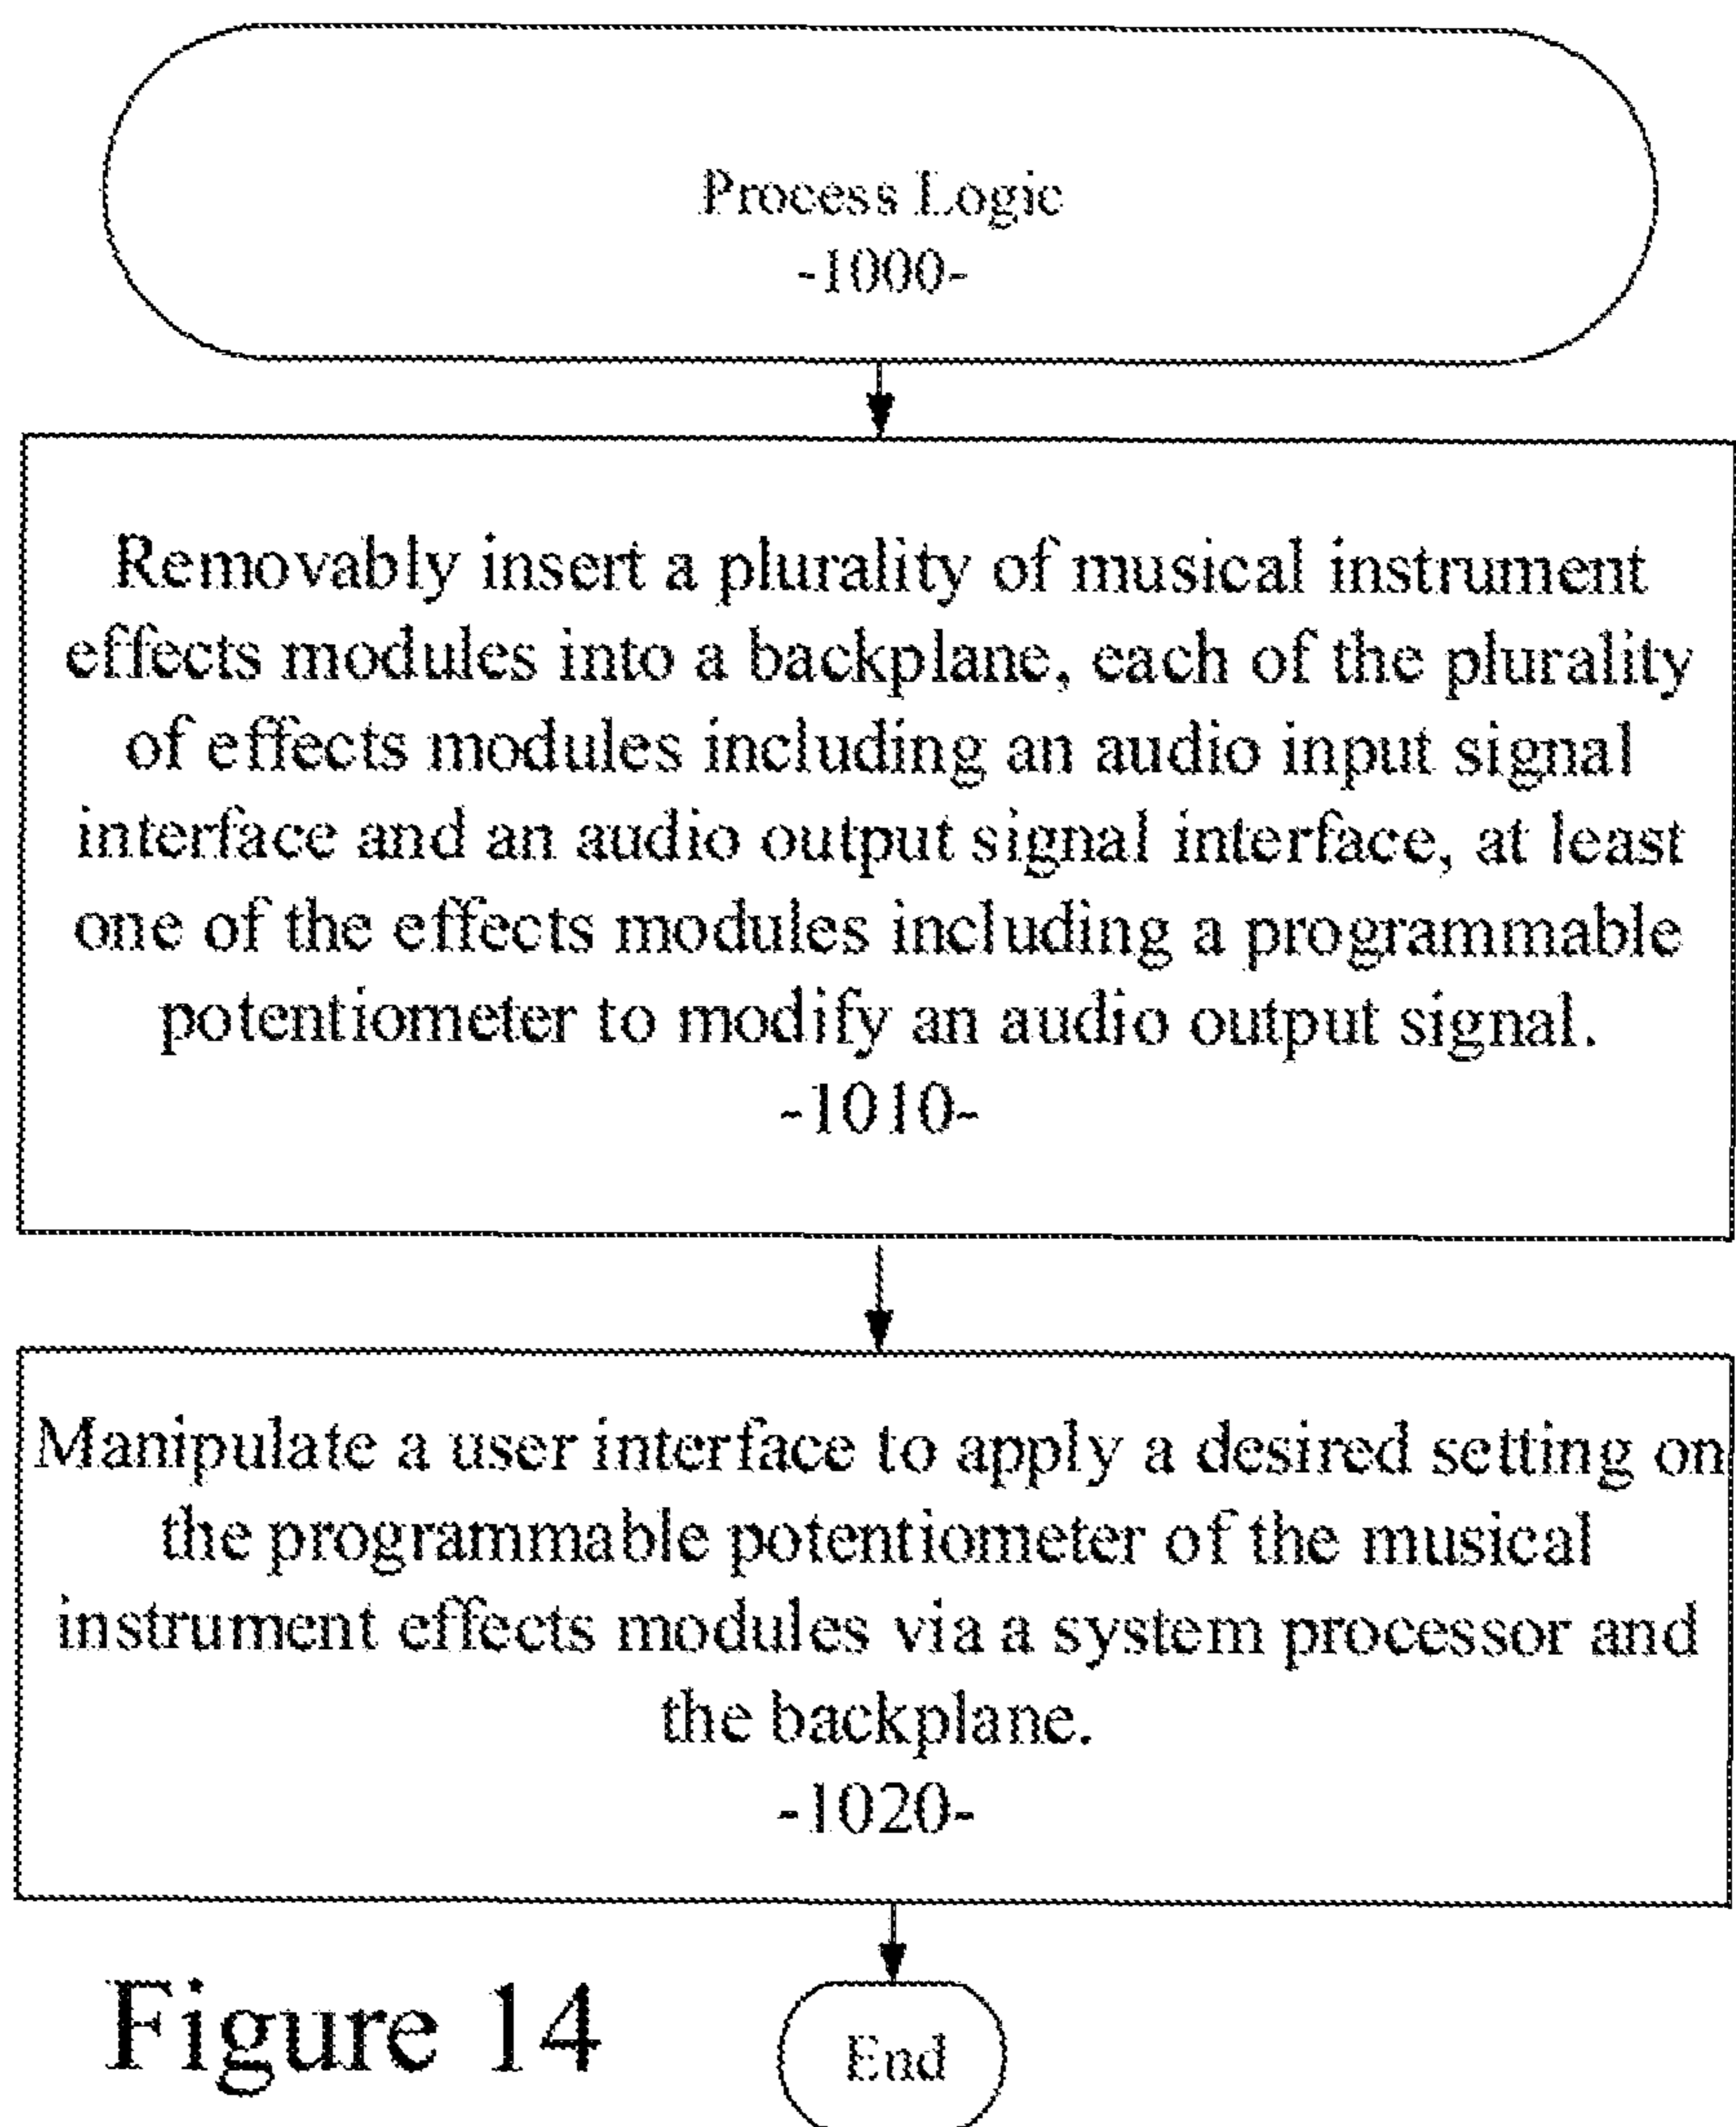 Process Logic
-1000-
Removably insert a plurality of musical instrument
effects modules into a backplane, each of the plurality
of effects modules including an audio input signal
interface and an audio output signal interface, at least
one of the effects modules including a programmable
potentiometer to modify an audio output signal.
-1010-
Manipulate a user interface to apply a desired setting on
the programmable potentiometer of the musical
instrument effects modules via a system processor and
the backplane.
-1020-
Figure 14
End